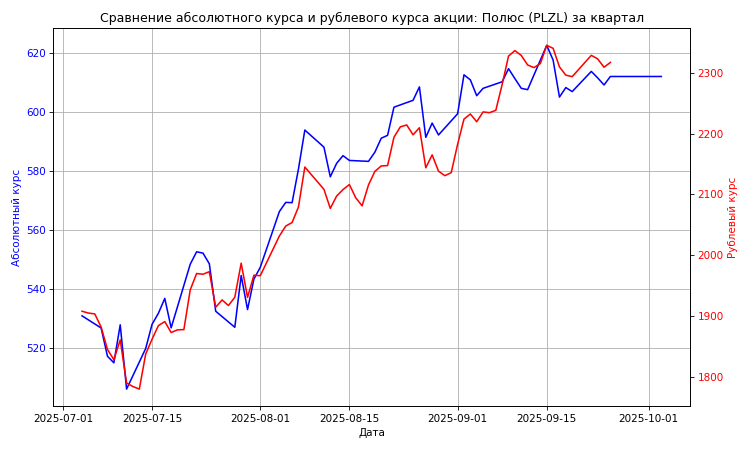 Сравнение абсолютного курса и рублевого курса акции: Полюс (PLZL) за квартал
Абсолютный курс
620
600
580
560
540
520
2300
2200
2100
2000
1900
1800
Рублевый курс
2025-07-01 2025-07-15 2025-08-01 2025-08-15 2025-09-01 2025-09-15 2025-10-01
Дата